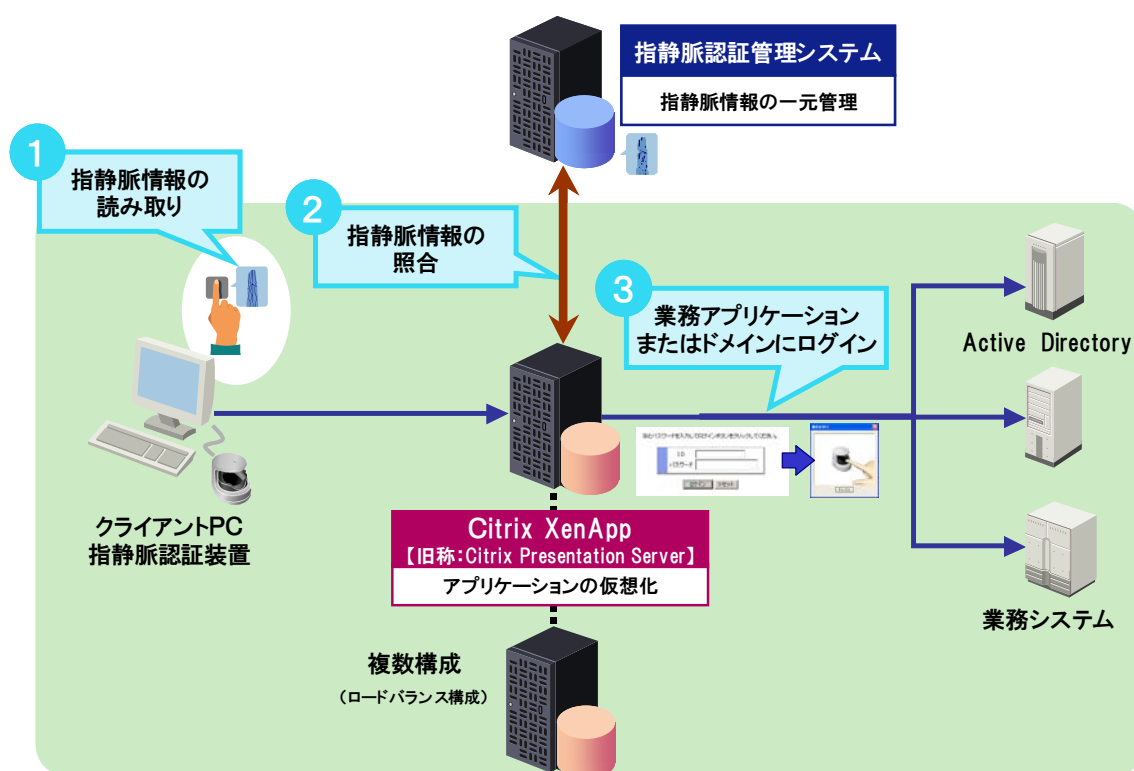 指静脈認証管理システム
指静脈情報の一元管理
1
指静脈情報の
読み取り
2
指静脈情報の
照合
3
業務アプリケーション
またはドメインにログイン
Active Directory
ID
パスワード
クライアントPC
指静脈認証装置
Citrix XenApp
【旧称:Citrix Presentation Server】
アプリケーションの仮想化
業務システム
複数構成
(ロードバランス構成)